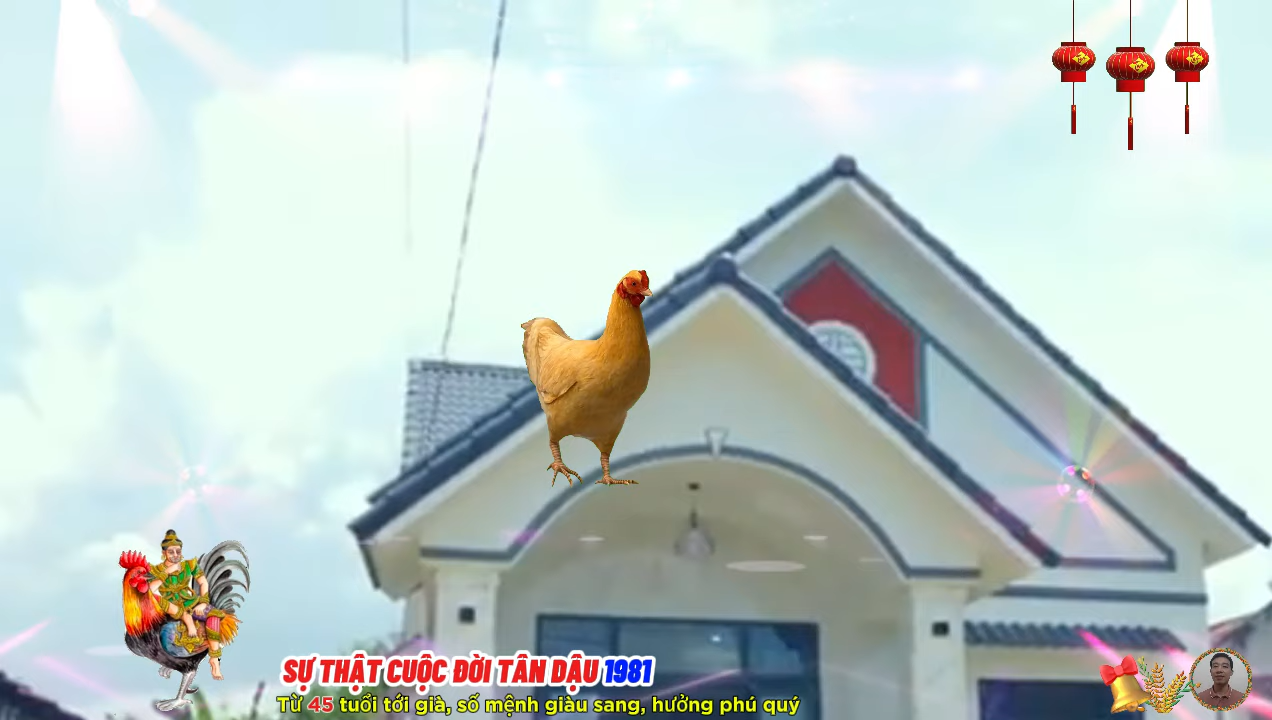 SỰ THẬT CUỘC ĐỜI TÂN DẬU 1981
Từ 45 tuổi tới già, số mệnh giàu sang, hưởng phú quý